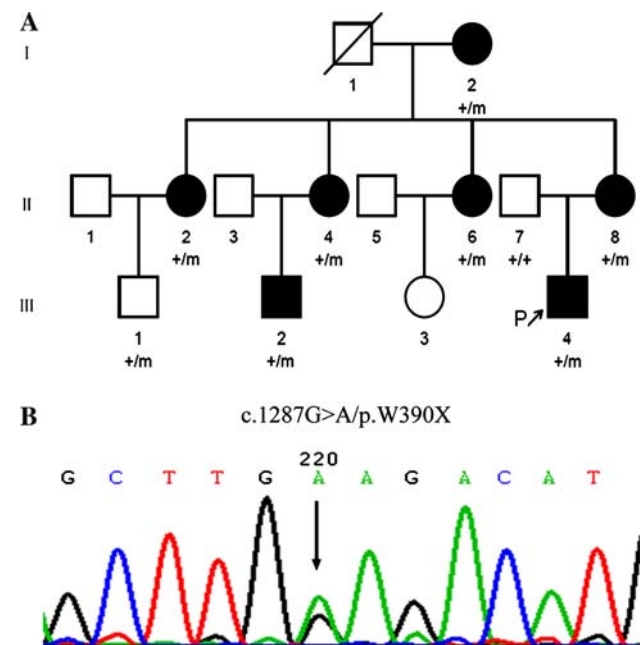 A
I
1 2
+/m
II
1 2 3 4 5 6 7 8
+/m +/m +/m +/+ +/m
III
P
1 2 3 4
+/m +/m +/m
B
c.1287G>A/p.W390X
220
G C T T G A A G A C A T